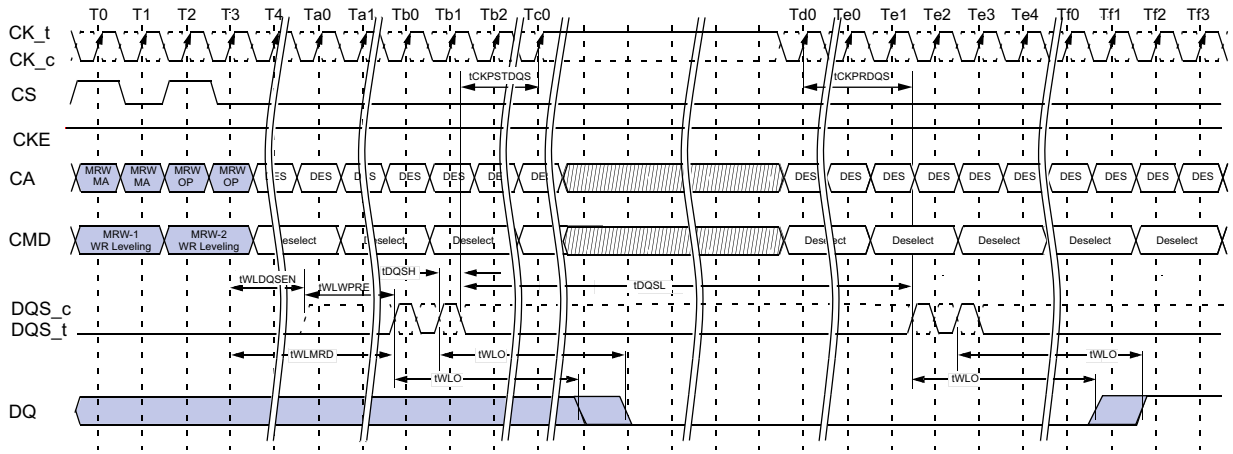 T0 T1 T2 T3 T4 Ta0 Ta1 Tb0 Tb1 Tb2 Tc0 Td0 Te0 Te1 Te2 Te3 Te4 Tf0 Tf1 Tf2 Tf3
CK_t
CK_c
tCKPSTDQS tCKPRDQS
CS
CKE
CA MRW MA MRW MA MRW OP MRW OP DES DES DES DES DES DES DES DES DES DES DES DES DES DES DES DES DES
CMD MRW-1 WR Leveling MRW-2 WR Leveling Deselect Deselect Deselect Deselect Deselect Deselect Deselect Deselect
tDQSH
tWLDQSEN tWLWPRE tDQSL
DQS_c
DQS_t
tWLMRD tWLO tWLO
tWLO tWLO
DQ